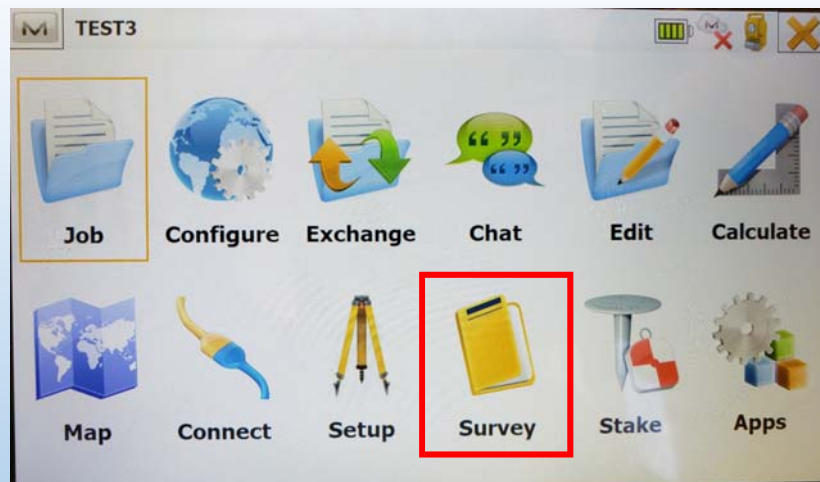 TEST3
Job Configure Exchange Chat Edit Calculate
Map Connect Setup Survey Stake Apps